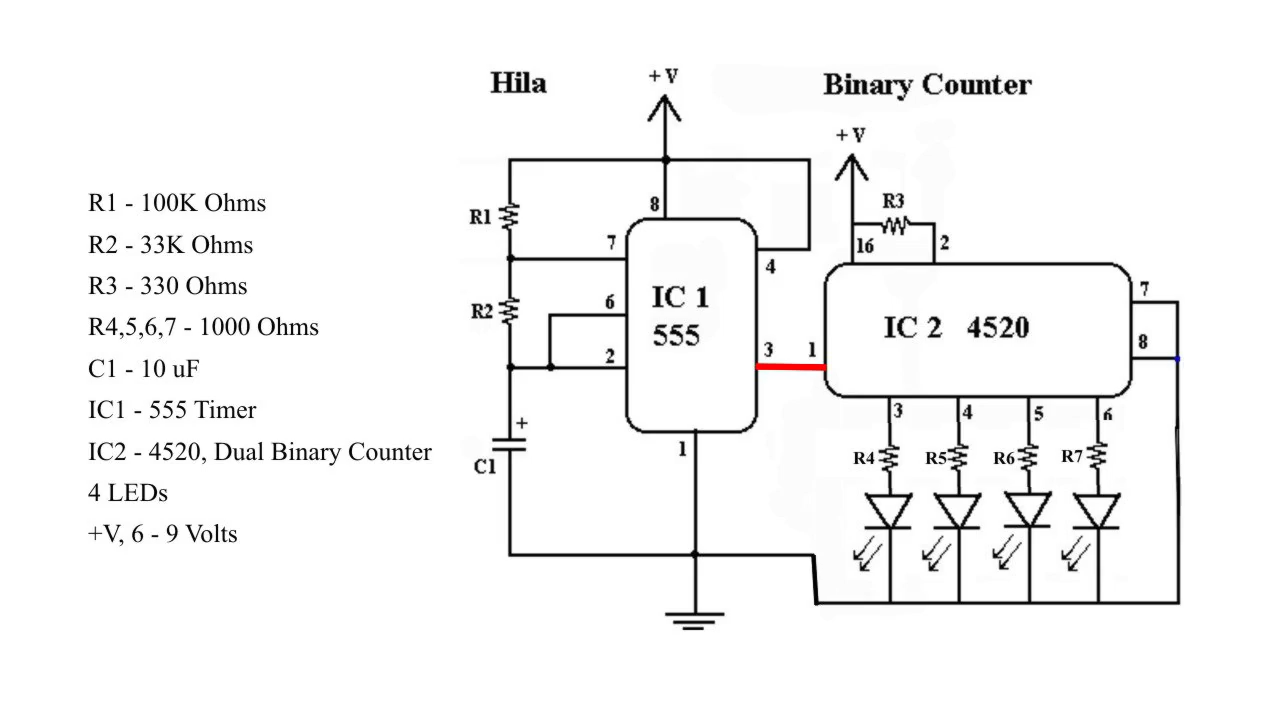 Hila
+V
Binary Counter
+V
R1 - 100K Ohms
R2 - 33K Ohms
R3 - 330 Ohms
R4,5,6,7 - 1000 Ohms
C1 - 10 uF
IC1 - 555 Timer
IC2 - 4520, Dual Binary Counter
4 LEDs
+V, 6 - 9 Volts
R1
8
7
4
R2
6
2
IC 1
555
3
1
+
C1
1
R3
16
2
IC 2 4520
7
8
3
4
5
6
R4
R5
R6
R7